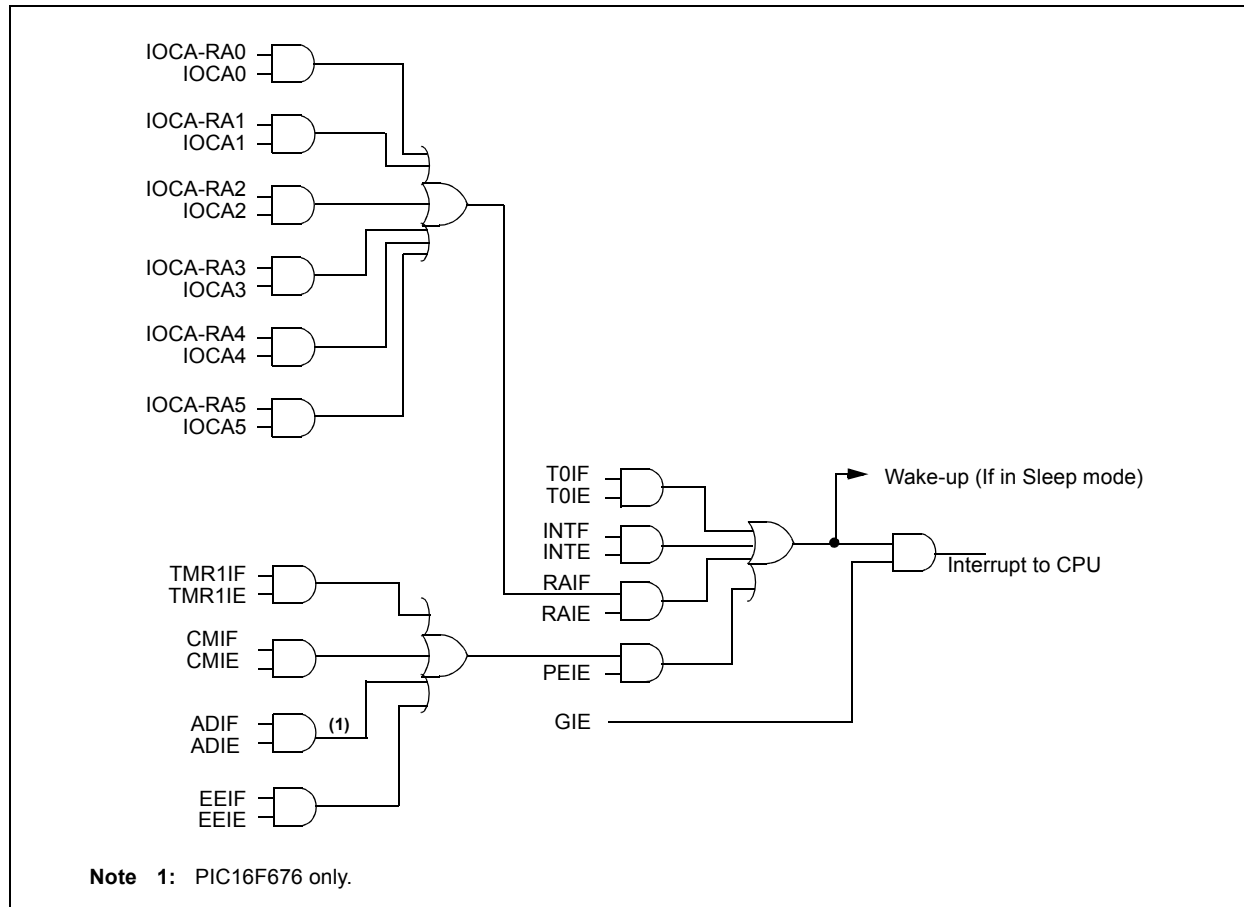 IOCA-RA0
IOCA0
IOCA-RA1
IOCA1
IOCA-RA2
IOCA2
IOCA-RA3
IOCA3
IOCA-RA4
IOCA4
IOCA-RA5
IOCA5
T0IF
T0IE
Wake-up (If in Sleep mode)
INTF
INTE
Interrupt to CPU
TMR1IF
TMR1IE
RAIF
RAIE
CMIF
CMIE
PEIE
ADIF
ADIE
(1)
GIE
EEIF
EEIE
Note 1: PIC16F676 only.